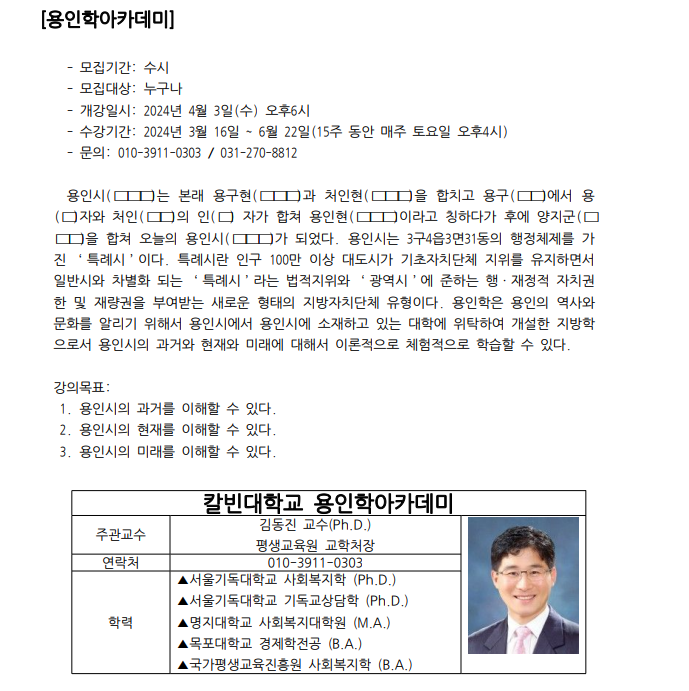 [용인학아카데미]
- 모집기간: 수시
- 모집대상: 누구나
- 개강일시: 2024년 4월 3일(수) 오후6시
- 수강기간: 2024년 3월 16일 ~ 6월 22일(15주 동안 매주 토요일 오후4시)
- 문의: 010-3911-0303 / 031-270-8812
용인시(□□□)는 본래 용구현(□□□)과 처인현(□□□)을 합치고 용구(□□)에서 용
(□)자와 처인(□□)의 인(□) 자가 합쳐 용인현(□□□)이라고 칭하다가 후에 양지군(□
□□)을 합쳐 오늘의 용인시(□□□)가 되었다. 용인시는 3구4읍3면31동의 행정체제를 가
진 ‘특례시’이다. 특례시란 인구 100만 이상 대도시가 기초자치단체 지위를 유지하면서
일반시와 차별화 되는 ‘특례시’라는 법적지위와 ‘광역시’에 준하는 행·재정적 자치권
한 및 재량권을 부여받는 새로운 형태의 지방자치단체 유형이다. 용인학은 용인의 역사와
문화를 알리기 위해서 용인시에서 용인시에 소재하고 있는 대학에 위탁하여 개설한 지방학
으로서 용인시의 과거와 현재와 미래에 대해서 이론적으로 체험적으로 학습할 수 있다.
강의목표:
1. 용인시의 과거를 이해할 수 있다.
2. 용인시의 현재를 이해할 수 있다.
3. 용인시의 미래를 이해할 수 있다.
칼빈대학교 용인학아카데미
주관교수
김동진 교수(Ph.D.)
평생교육원 교학처장
연락처
010-3911-0303
학력
▲서울기독대학교 사회복지학 (Ph.D.)
▲서울기독대학교 기독교상담학 (Ph.D.)
▲명지대학교 사회복지대학원 (M.A.)
▲목포대학교 경제학전공 (B.A.)
▲국가평생교육진흥원 사회복지학 (B.A.)